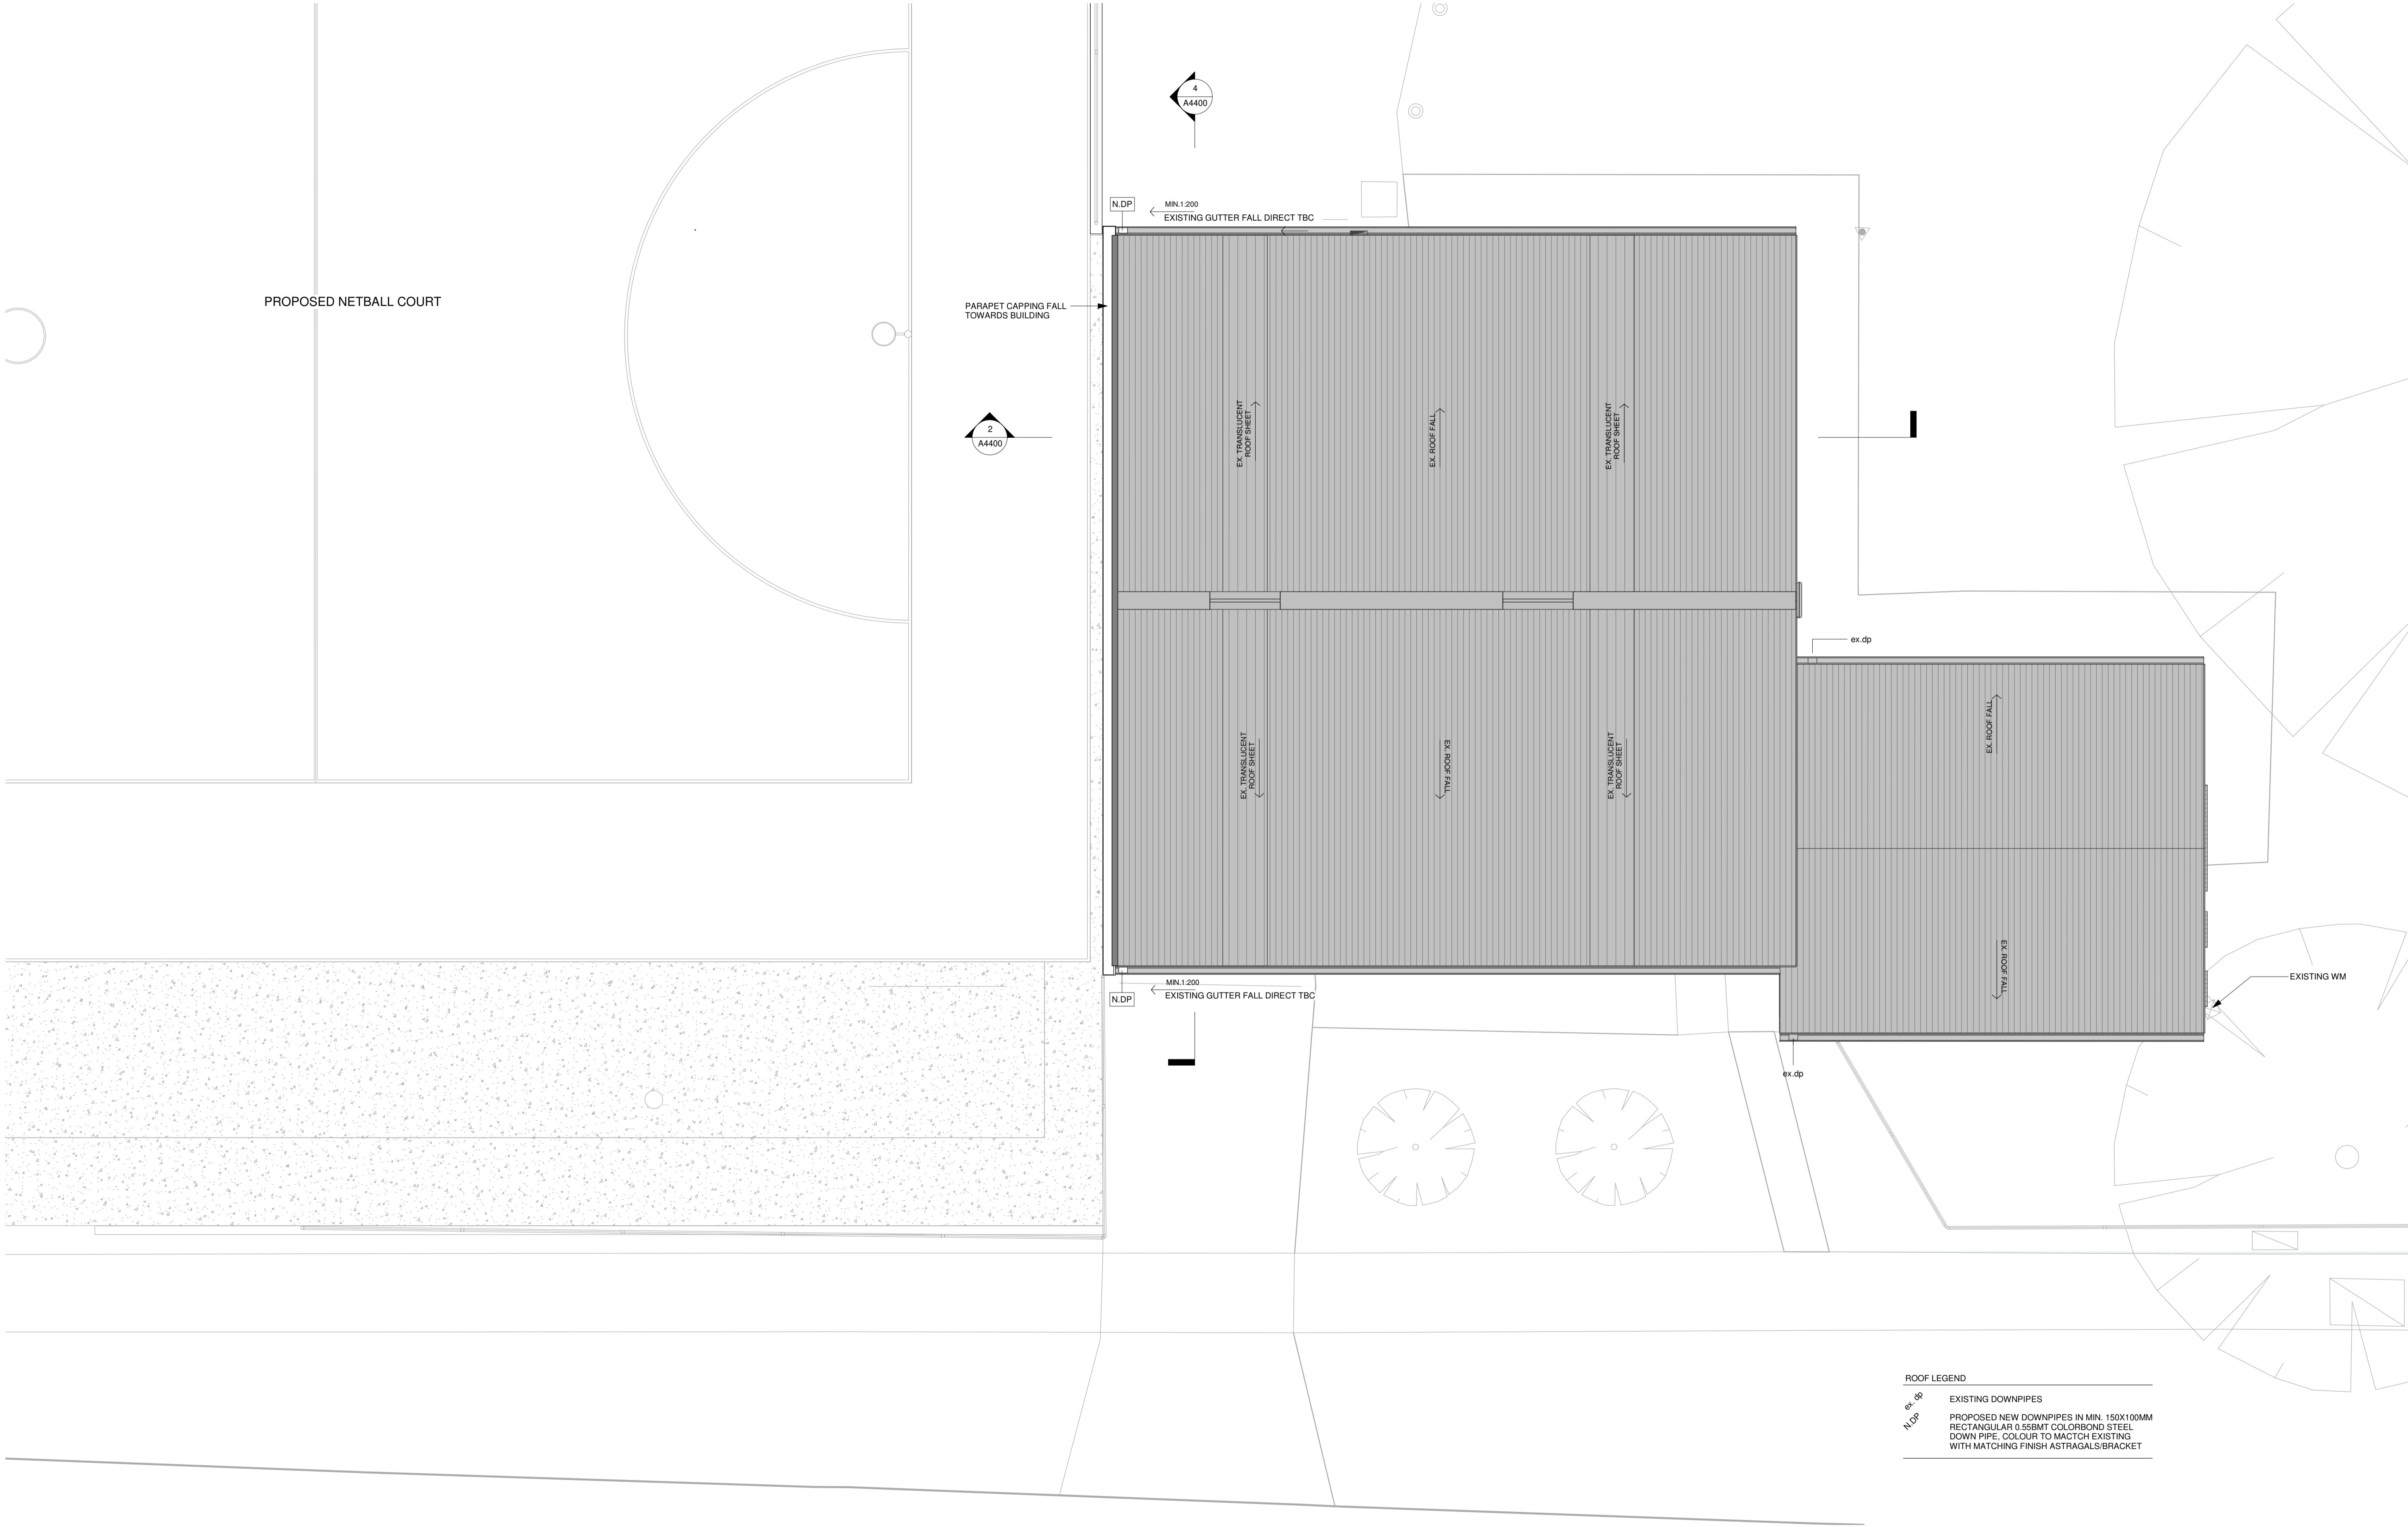 4
A4400
N.DP
MIN.1:200
EXISTING GUTTER FALL DIRECT TBC
PROPOSED NETBALL COURT
PARAPET CAPPING FALL
TOWARDS BUILDING
2
A4400
EX. TRANSLUCENT
ROOF SHEET
EX. ROOF FALL
EX. TRANSLUCENT
ROOF SHEET
ex.dp
EX. TRANSLUCENT
ROOF SHEET
EX. ROOF FALL
EX. TRANSLUCENT
ROOF SHEET
EX. ROOF FALL
EX. ROOF FALL
EXISTING WM
N.DP
MIN.1:200
EXISTING GUTTER FALL DIRECT TBC
ex.dp
ROOF LEGEND
ex. dp
EXISTING DOWNPIPES
N.DP
PROPOSED NEW DOWNPIPES IN MIN. 150X100MM
RECTANGULAR 0.55BMT COLORBOND STEEL
DOWN PIPE, COLOUR TO MACTCH EXISTING
WITH MATCHING FINISH ASTRAGALS/BRACKET